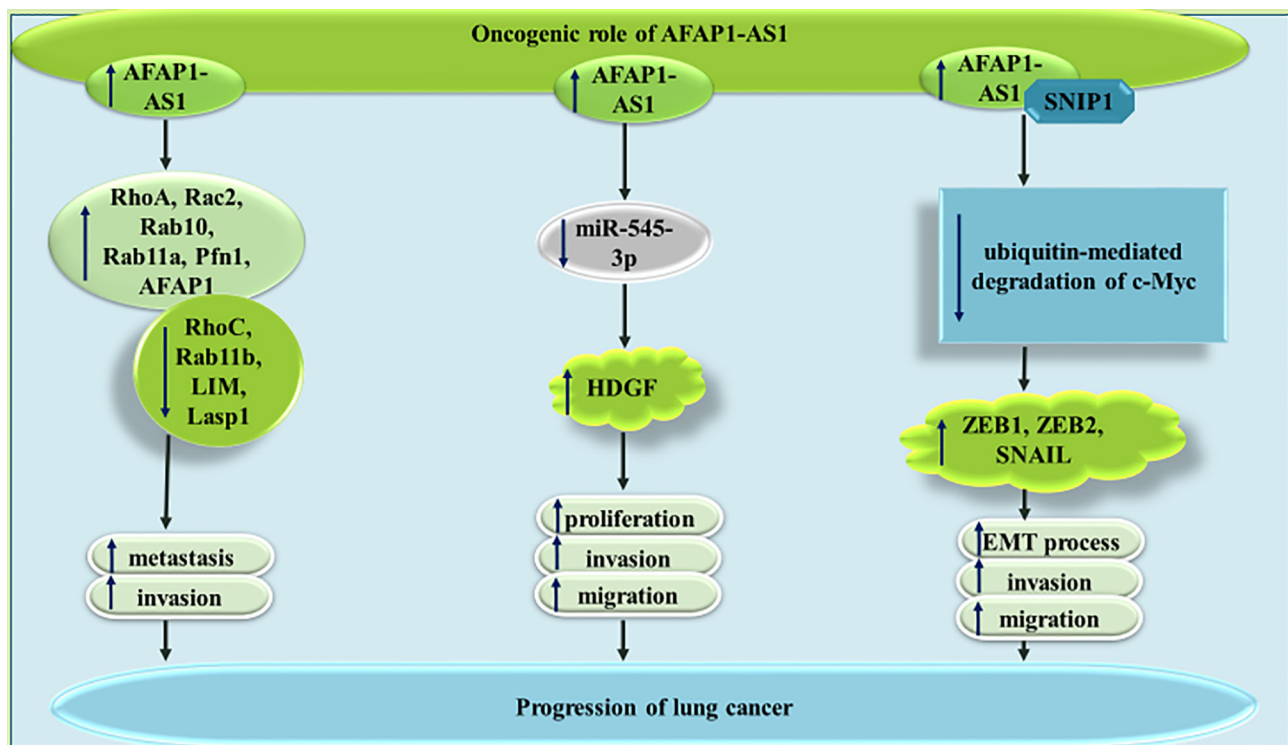 Oncogenic role of AFAP1-AS1
AFAP1-
AS1
RhoA, Rac2,
Rab10,
Rab11a, Pfn1,
AFAP1
RhoC,
Rab11b,
LIM,
Lasp1
metastasis
invasion
AFAP1-
AS1
miR-545-
3p
HDGF
proliferation
invasion
migration
AFAP1-
AS1
SNIP1
ubiquitin-mediated
degradation of c-Myc
ZEB1, ZEB2,
SNAIL
EMT process
invasion
migration
Progression of lung cancer